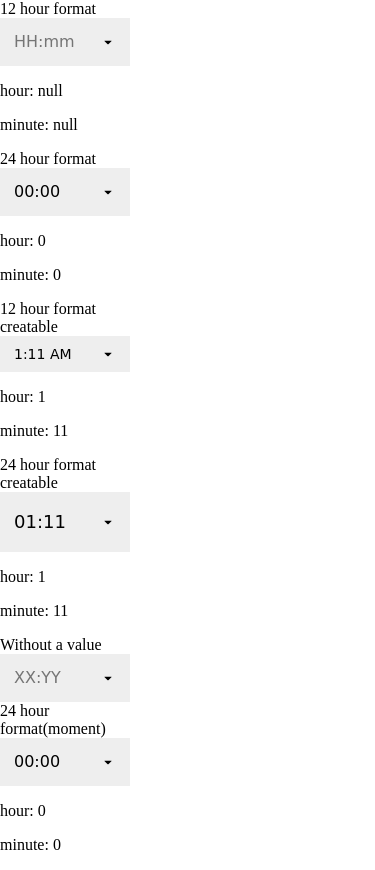 12 hour format
HH:mm
hour: null
minute: null
24 hour format
00:00
hour: 0
minute: 0
12 hour format
creatable
1:11 AM
hour: 1
minute: 11
24 hour format
creatable
01:11
hour: 1
minute: 11
Without a value
XX:YY
24 hour
format(moment)
00:00
hour: 0
minute: 0